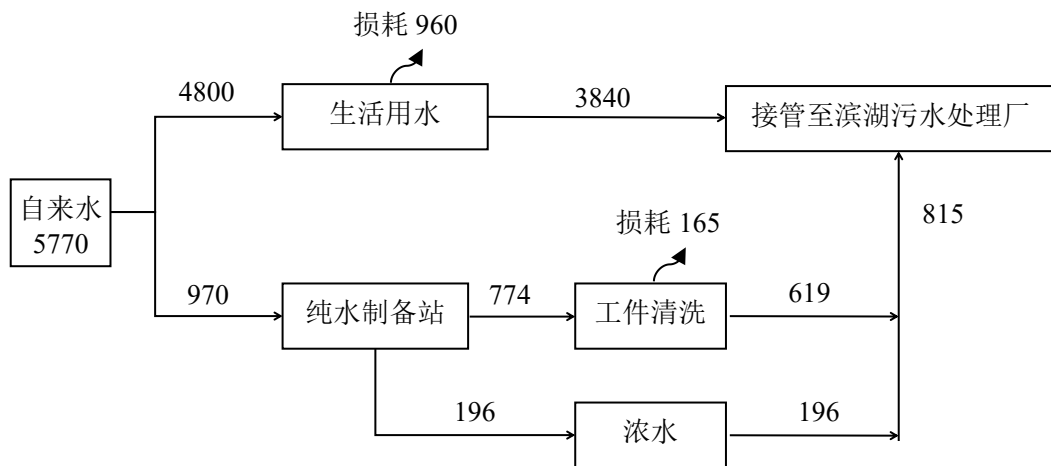 损耗 960
4800
生活用水
3840
接管至滨湖污水处理厂
自来水
5770
815
损耗 165
970
纯水制备站
774
工件清洗
619
196
浓水
196